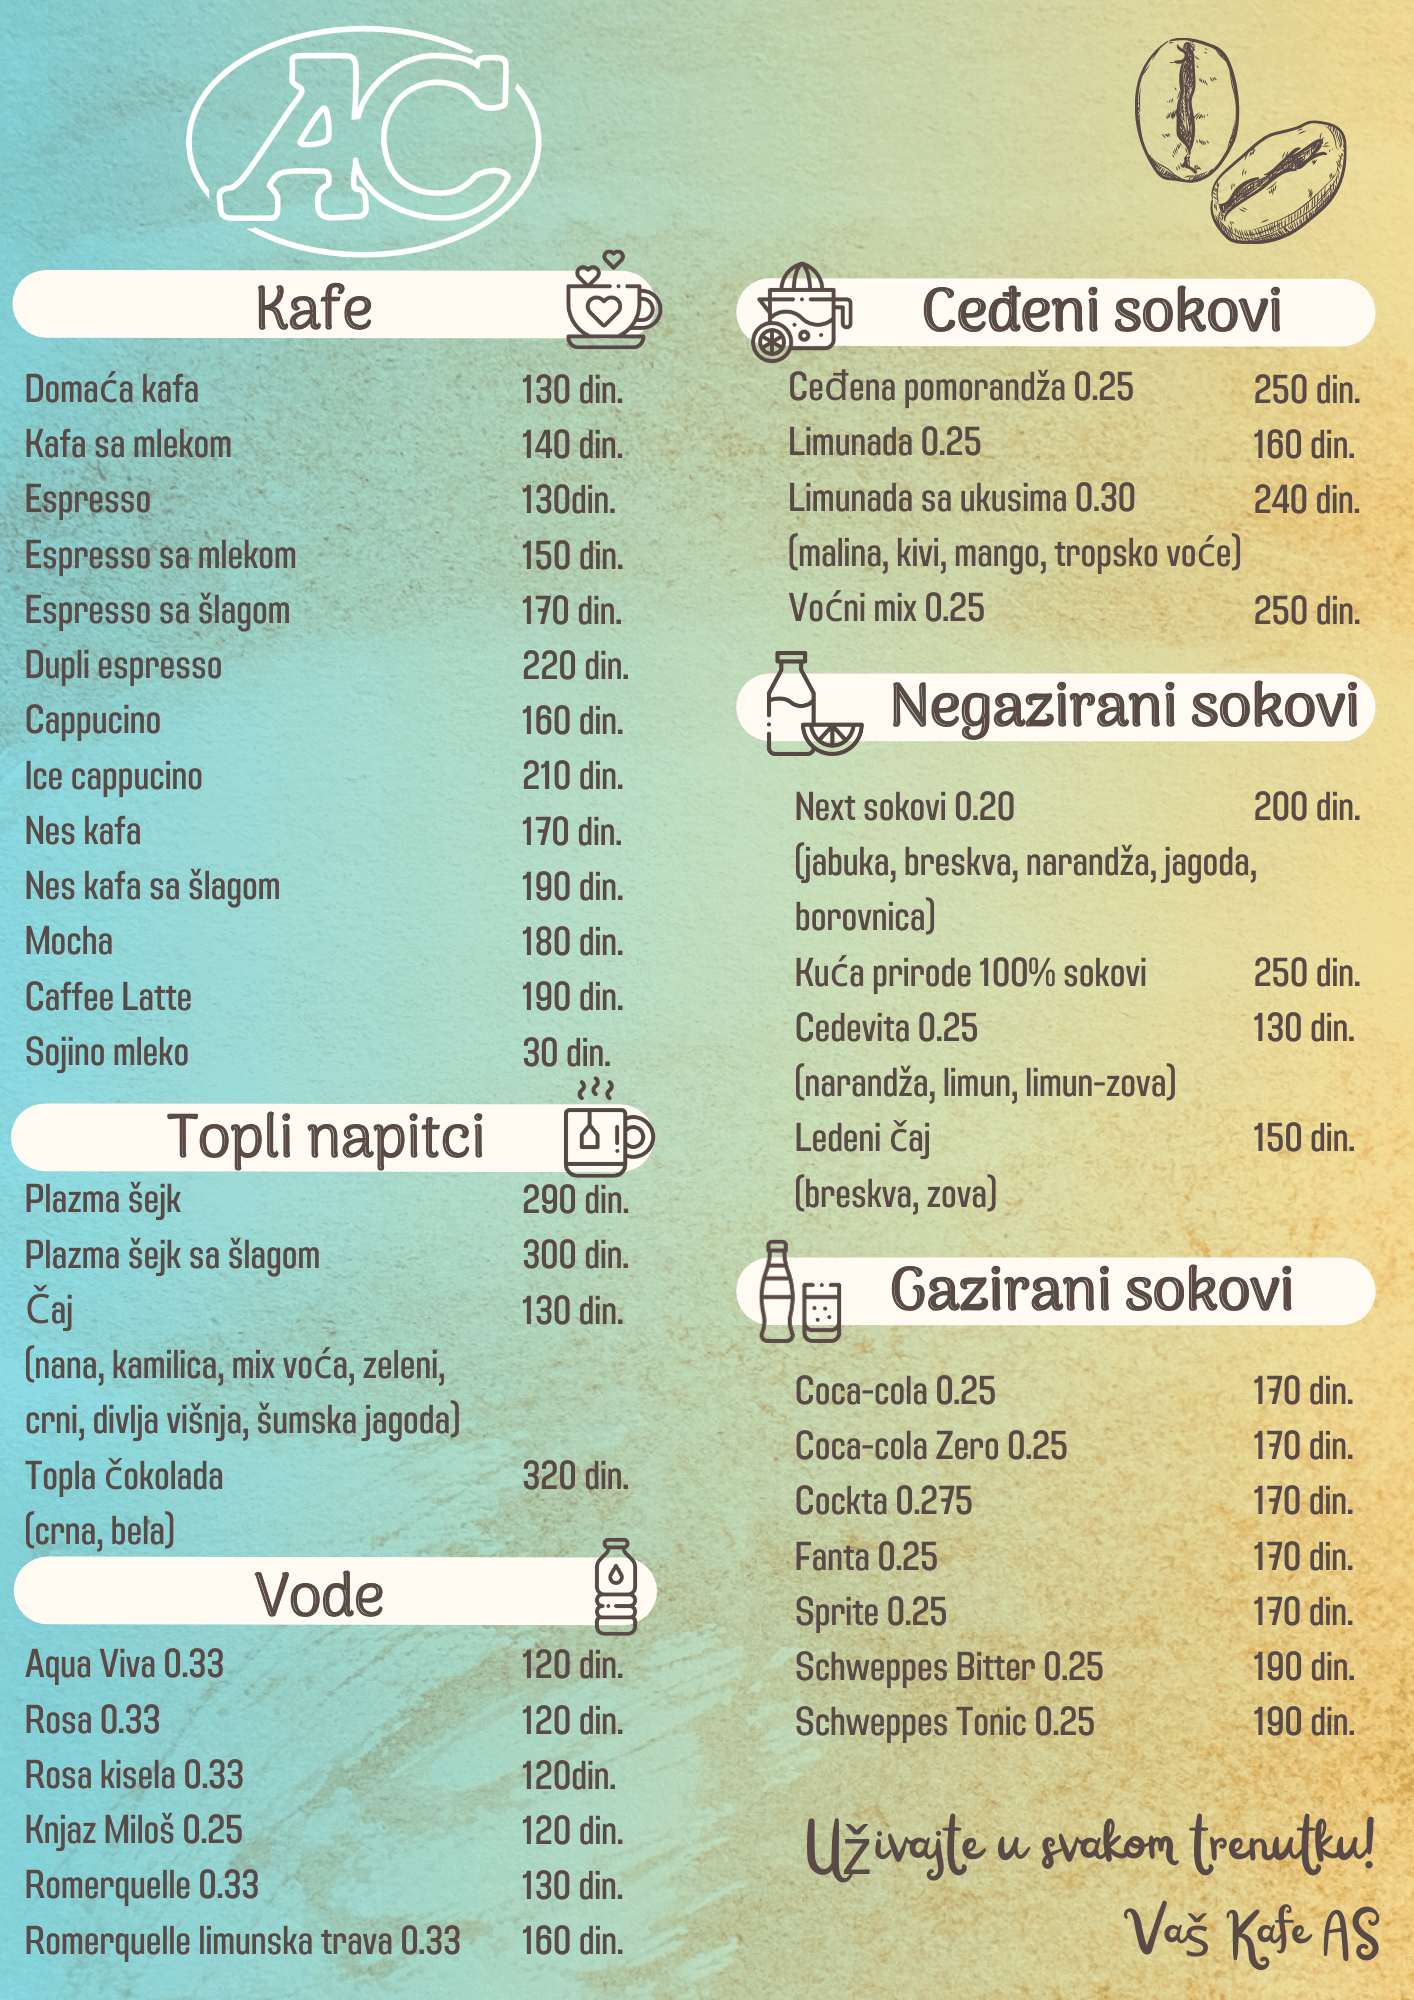 AC
Kafe
Domaća kafa 130 din.
Kafa sa mlekom 140 din.
Espresso 130din.
Espresso sa mlekom 150 din.
Espresso sa šlagom 170 din.
Dupli espresso 220 din.
Cappucino 160 din.
Ice cappucino 210 din.
Nes kafa 170 din.
Nes kafa sa šlagom 190 din.
Mocha 180 din.
Caffee Latte 190 din.
Sojino mleko 30 din.
Topli napitci
Plazma šejk 290 din.
Plazma šejk sa šlagom 300 din.
Čaj 130 din.
(nana, kamilica, mix voća, zeleni,
crni, divlja višnja, šumska jagoda)
Topla čokolada 320 din.
(crna, bela)
Vode
Aqua Viva 0.33 120 din.
Rosa 0.33 120 din.
Rosa kisela 0.33 120din.
Knjaz Miloš 0.25 120 din.
Romerquelle 0.33 130 din.
Romerquelle limunska trava 0.33 160 din.
Ceđeni sokovi
Ceđena pomorandža 0.25 250 din.
Limunada 0.25 160 din.
Limunada sa ukusima 0.30 240 din.
(malina, kivi, mango, tropsko voće)
Voćni mix 0.25 250 din.
Negazirani sokovi
Next sokovi 0.20 200 din.
(jabuka, breskva, narandža, jagoda,
borovnica)
Kuća prirode 100% sokovi 250 din.
Cedevita 0.25 130 din.
(narandža, limun, limun-zova)
Ledeni čaj 150 din.
(breskva, zova)
Gazirani sokovi
Coca-cola 0.25 170 din.
Coca-cola Zero 0.25 170 din.
Cockta 0.275 170 din.
Fanta 0.25 170 din.
Sprite 0.25 170 din.
Schweppes Bitter 0.25 190 din.
Schweppes Tonic 0.25 190 din.
Uživajte u svakom trenutku!
Vaš Kafe AS